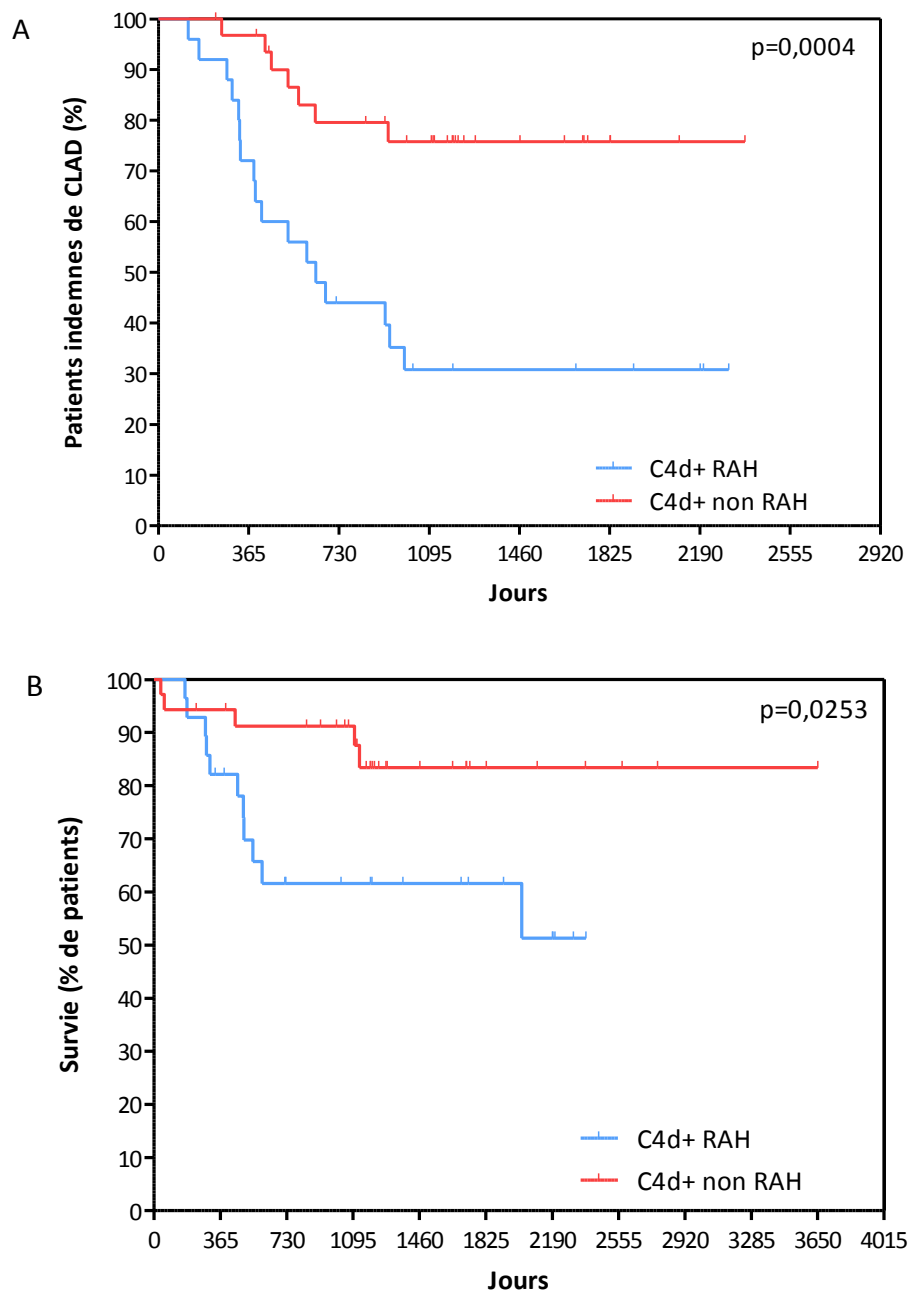 A
p=0,0004
Patients indemnes de CLAD (%)
100
90
80
70
60
50
40
30
20
10
0
C4d+ RAH
C4d+ non RAH
0 365 730 1095 1460 1825 2190 2555 2920
Jours
B
p=0,0253
Survie (% de patients)
100
90
80
70
60
50
40
30
20
10
0
C4d+ RAH
C4d+ non RAH
0 365 730 1095 1460 1825 2190 2555 2920 3285 3650 4015
Jours